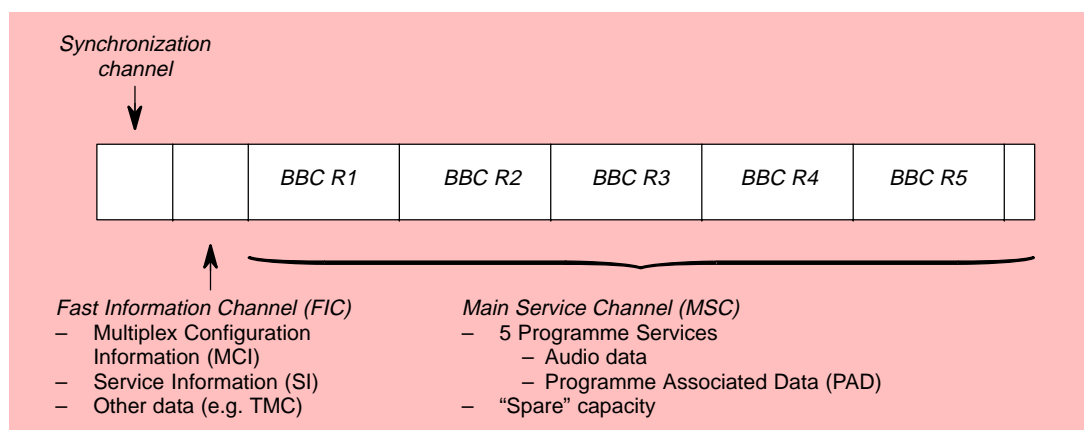 Synchronization
channel
BBC R1 BBC R2 BBC R3 BBC R4 BBC R5
Fast Information Channel (FIC)
– Multiplex Configuration
Information (MCI)
– Service Information (SI)
– Other data (e.g. TMC)
Main Service Channel (MSC)
– 5 Programme Services
– Audio data
– Programme Associated Data (PAD)
– “Spare” capacity